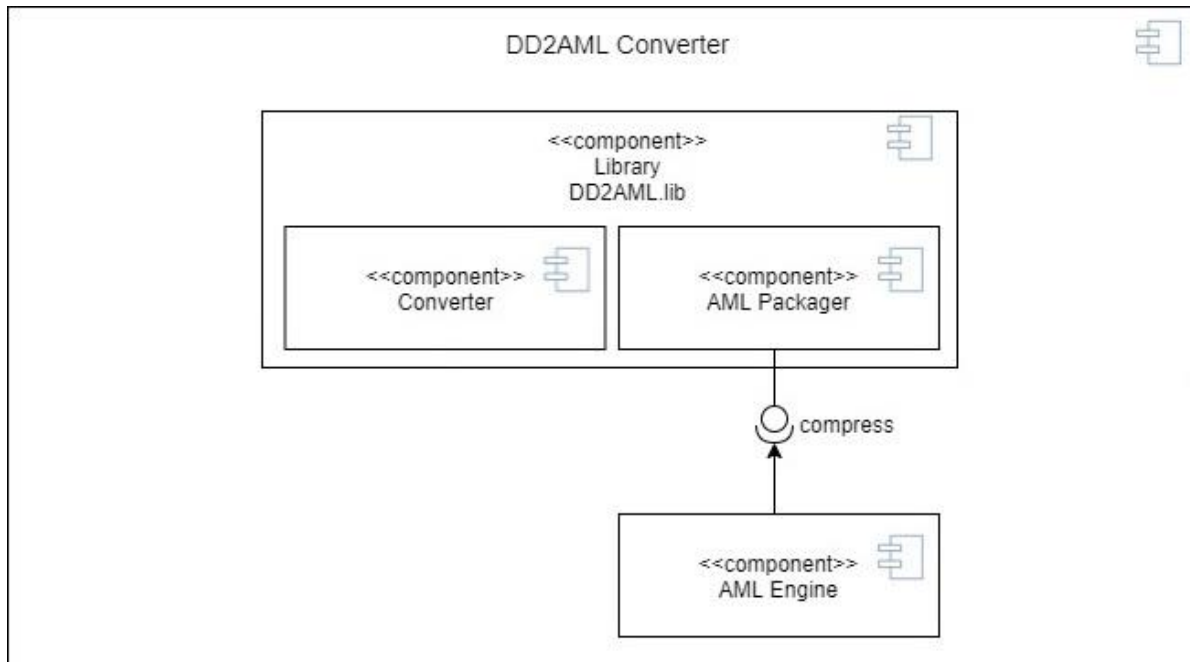 DD2AML Converter
<<component>>
Library
DD2AML.lib
<<component>>
Converter
<<component>>
AML Packager
compress
<<component>>
AML Engine